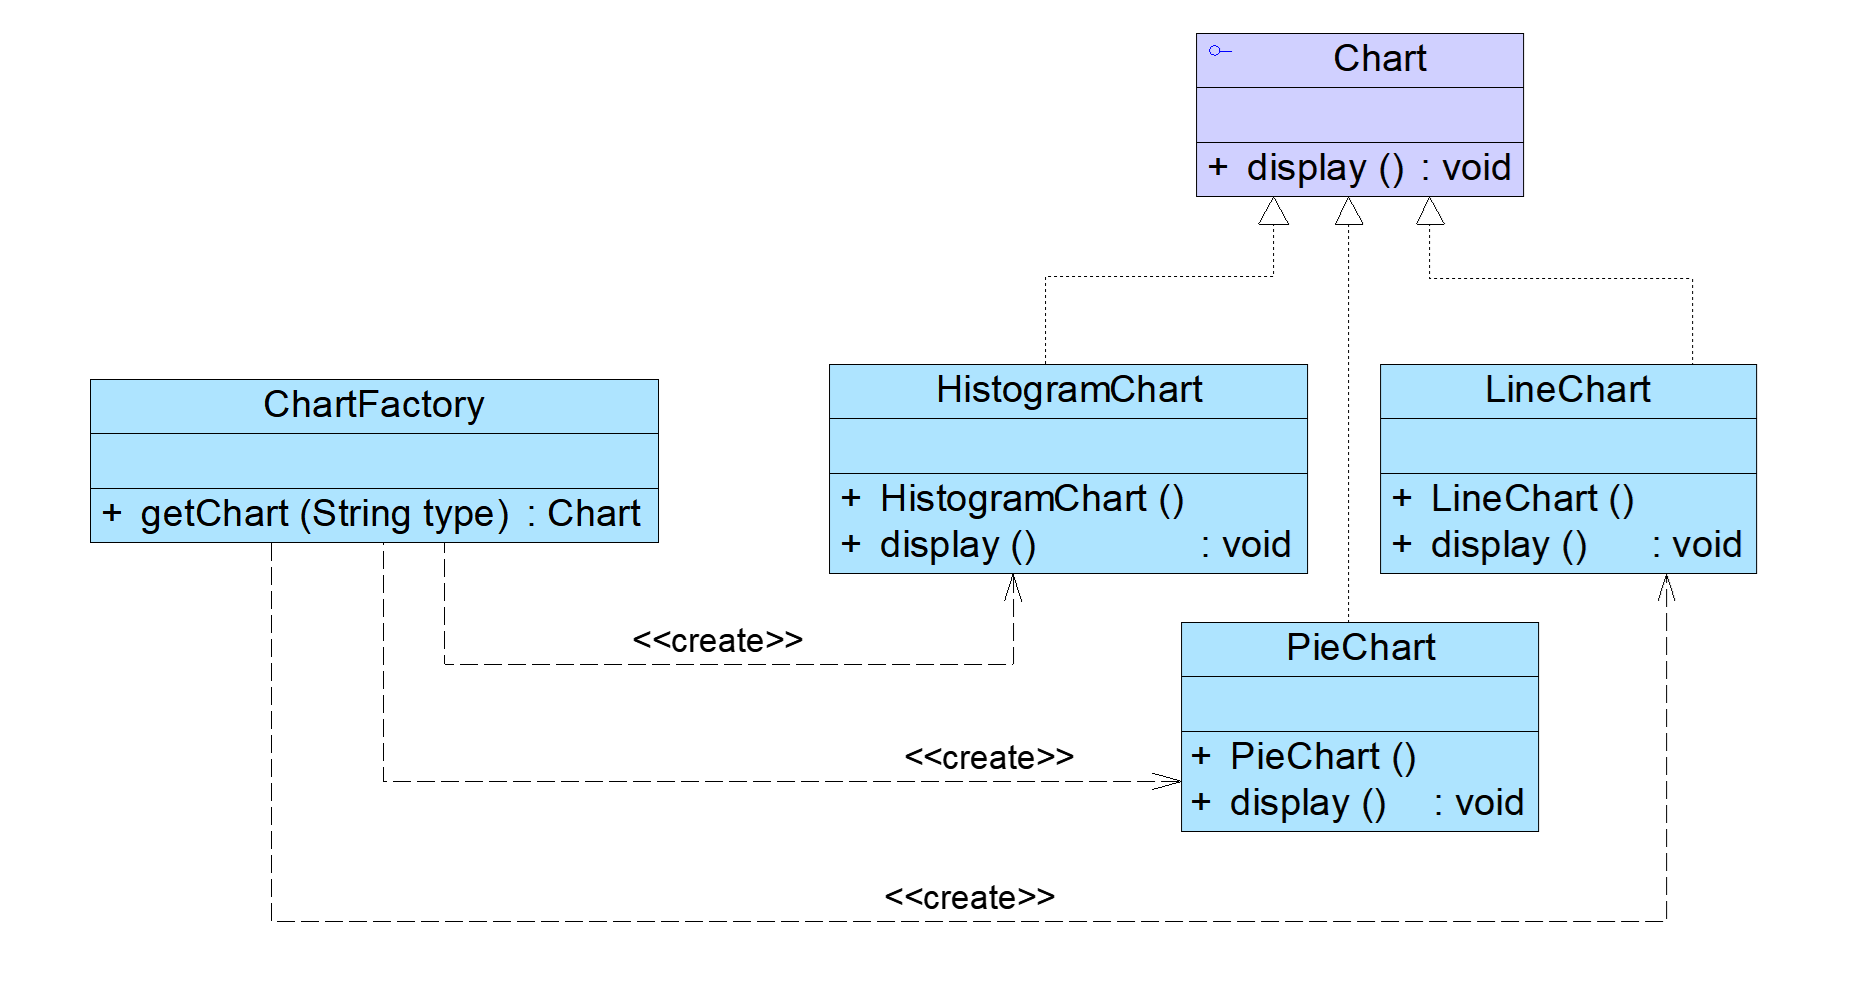 Chart
+ display () : void
ChartFactory
+ getChart (String type) : Chart
HistogramChart
+ HistogramChart ()
+ display () : void
LineChart
+ LineChart ()
+ display () : void
<<create>>
PieChart
+ PieChart ()
+ display () : void
<<create>>
<<create>>